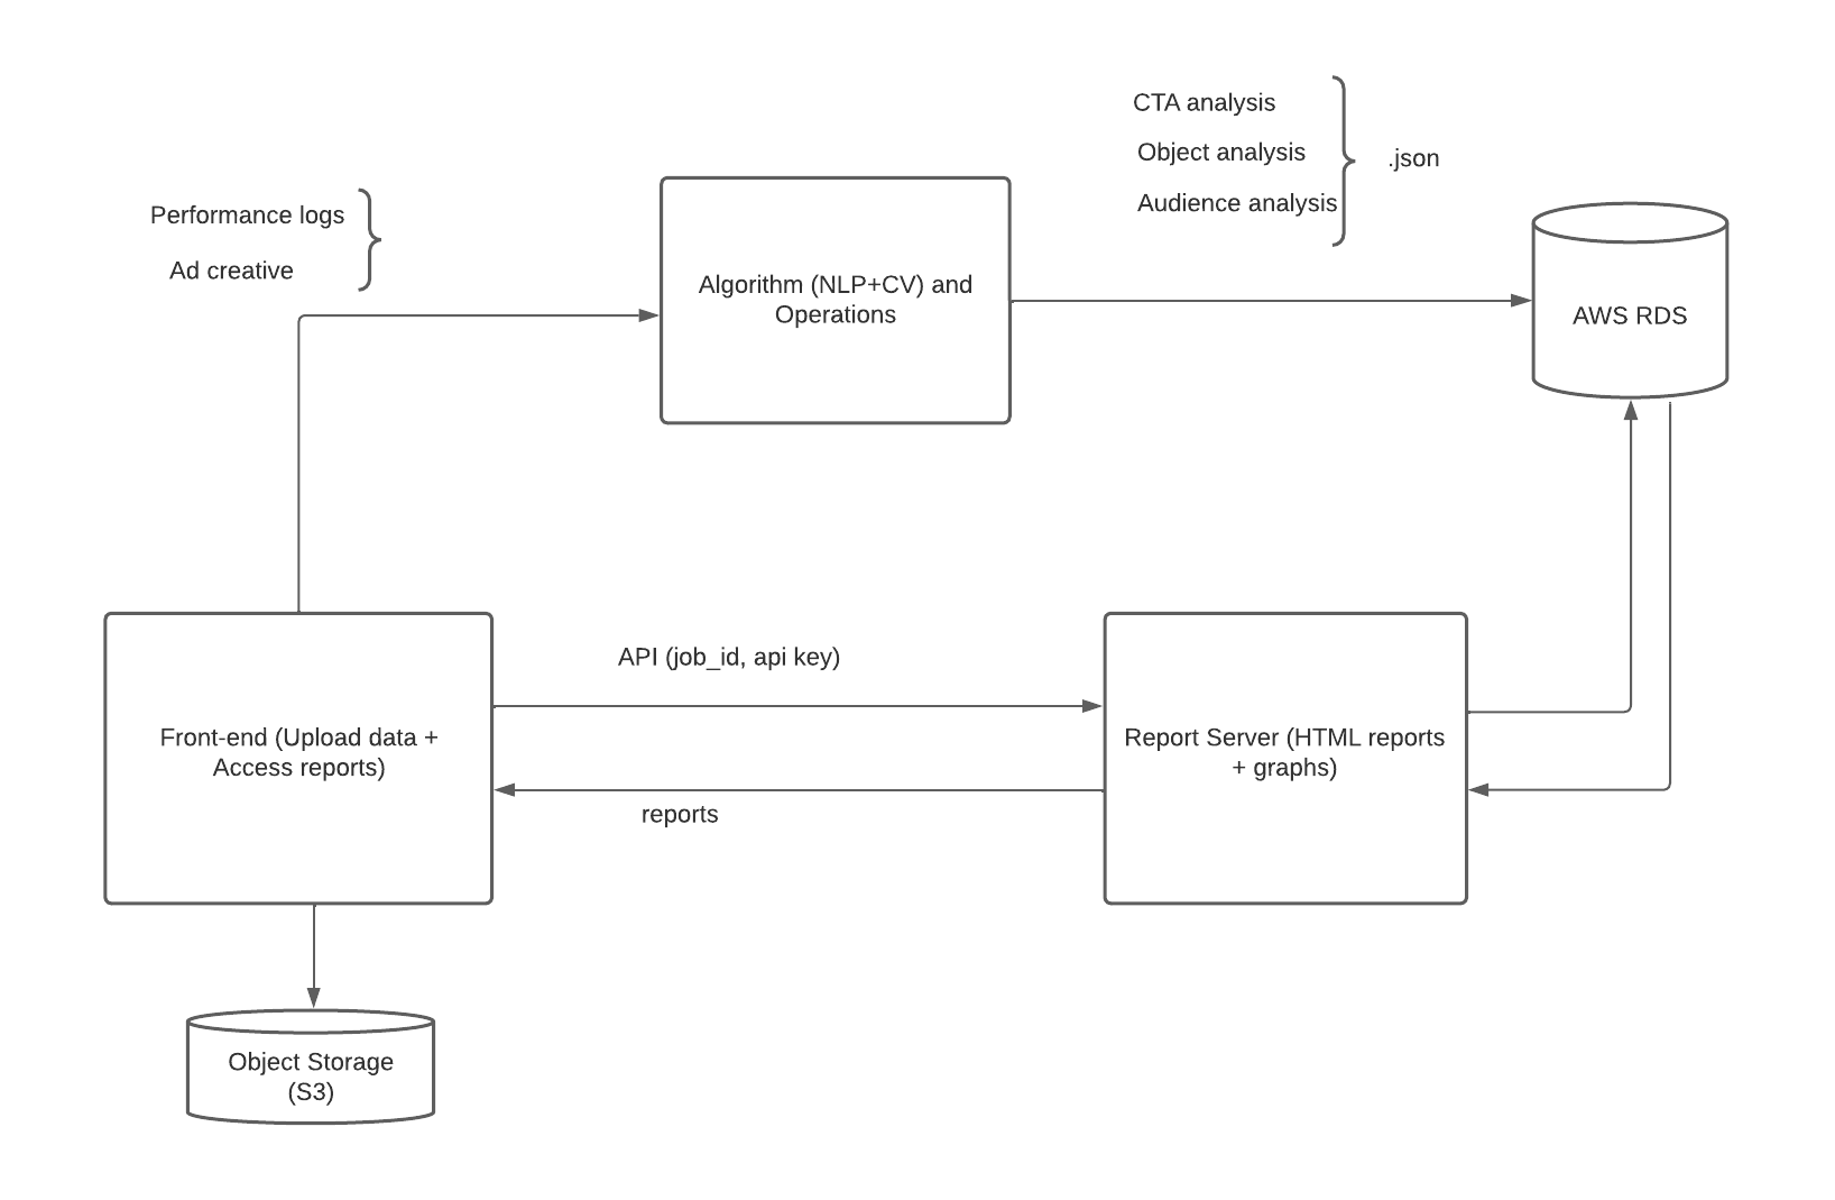 CTA analysis
Object analysis
.json
Audience analysis
Performance logs
Ad creative
Algorithm (NLP+CV) and
Operations
AWS RDS
API (job_id, api key)
Front-end (Upload data +
Access reports)
Report Server (HTML reports
+ graphs)
reports
Object Storage
(S3)